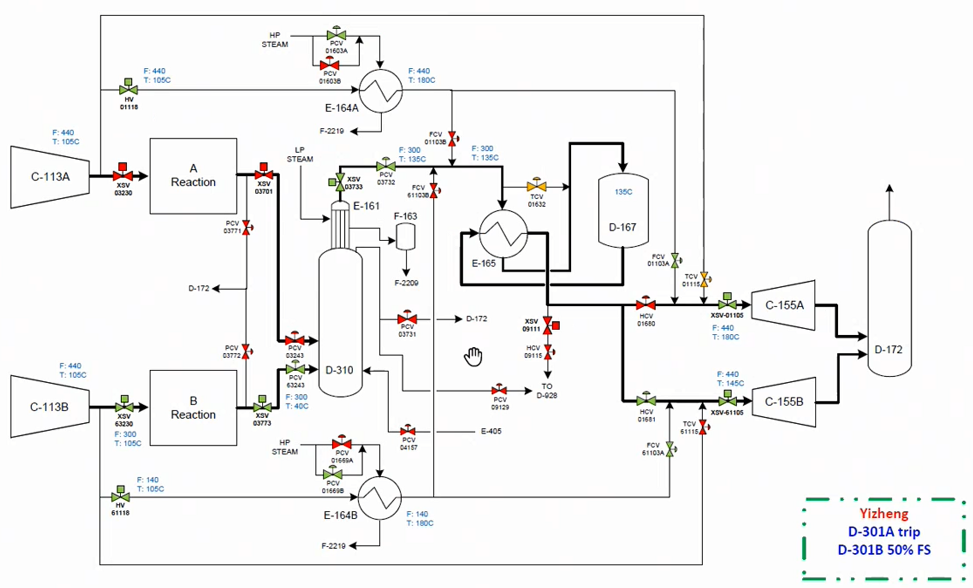 HP
STEAM
PCV
01603A
PCV
01603B
F: 440
T: 105C
HV
01118
F: 440
T: 180C
E-164A
F-2219
F: 440
T: 105C
C-113A
XSV
03230
A
Reaction
XSV
03701
PCV
03771
D-172
PCV
03772
LP
STEAM
XSV
03733
PCV
03732
F: 300
T: 135C
FCV
01103B
FCV
61103B
F: 300
T: 135C
E-161
F-163
F-2209
TCV
01632
135C
D-167
E-165
FCV
01103A
TCV
01115
HCV
01680
XSV-01105
F: 440
T: 180C
C-155A
D-172
PCV
03731
D-172
XSV
09111
HCV
09115
TO
D-928
PCV
09129
PCV
03243
PCV
63243
F: 300
T: 40C
D-310
PCV
04157
E-405
F: 440
T: 105C
C-113B
XSV
63230
F: 300
T: 105C
B
Reaction
XSV
03773
HCV
01681
F: 440
T: 145C
XSV-61105
C-155B
TCV
61115
FCV
61103A
HP
STEAM
PCV
01669A
PCV
01669B
F: 140
T: 105C
HV
61118
E-164B
F: 140
T: 180C
F-2219
Yizheng
D-301A trip
D-301B 50% FS